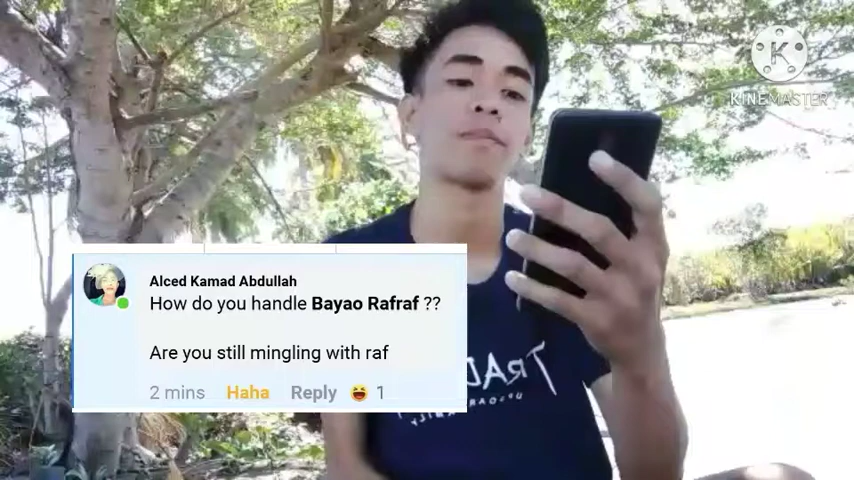 KINEMASTER
Alced Kamad Abdullah
How do you handle Bayao Rafraf ??
Are you still mingling with raf
2 mins Haha Reply 1